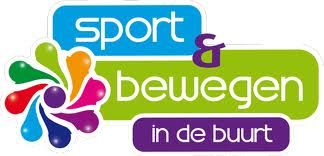 sport
&
bewegen
in de buurt